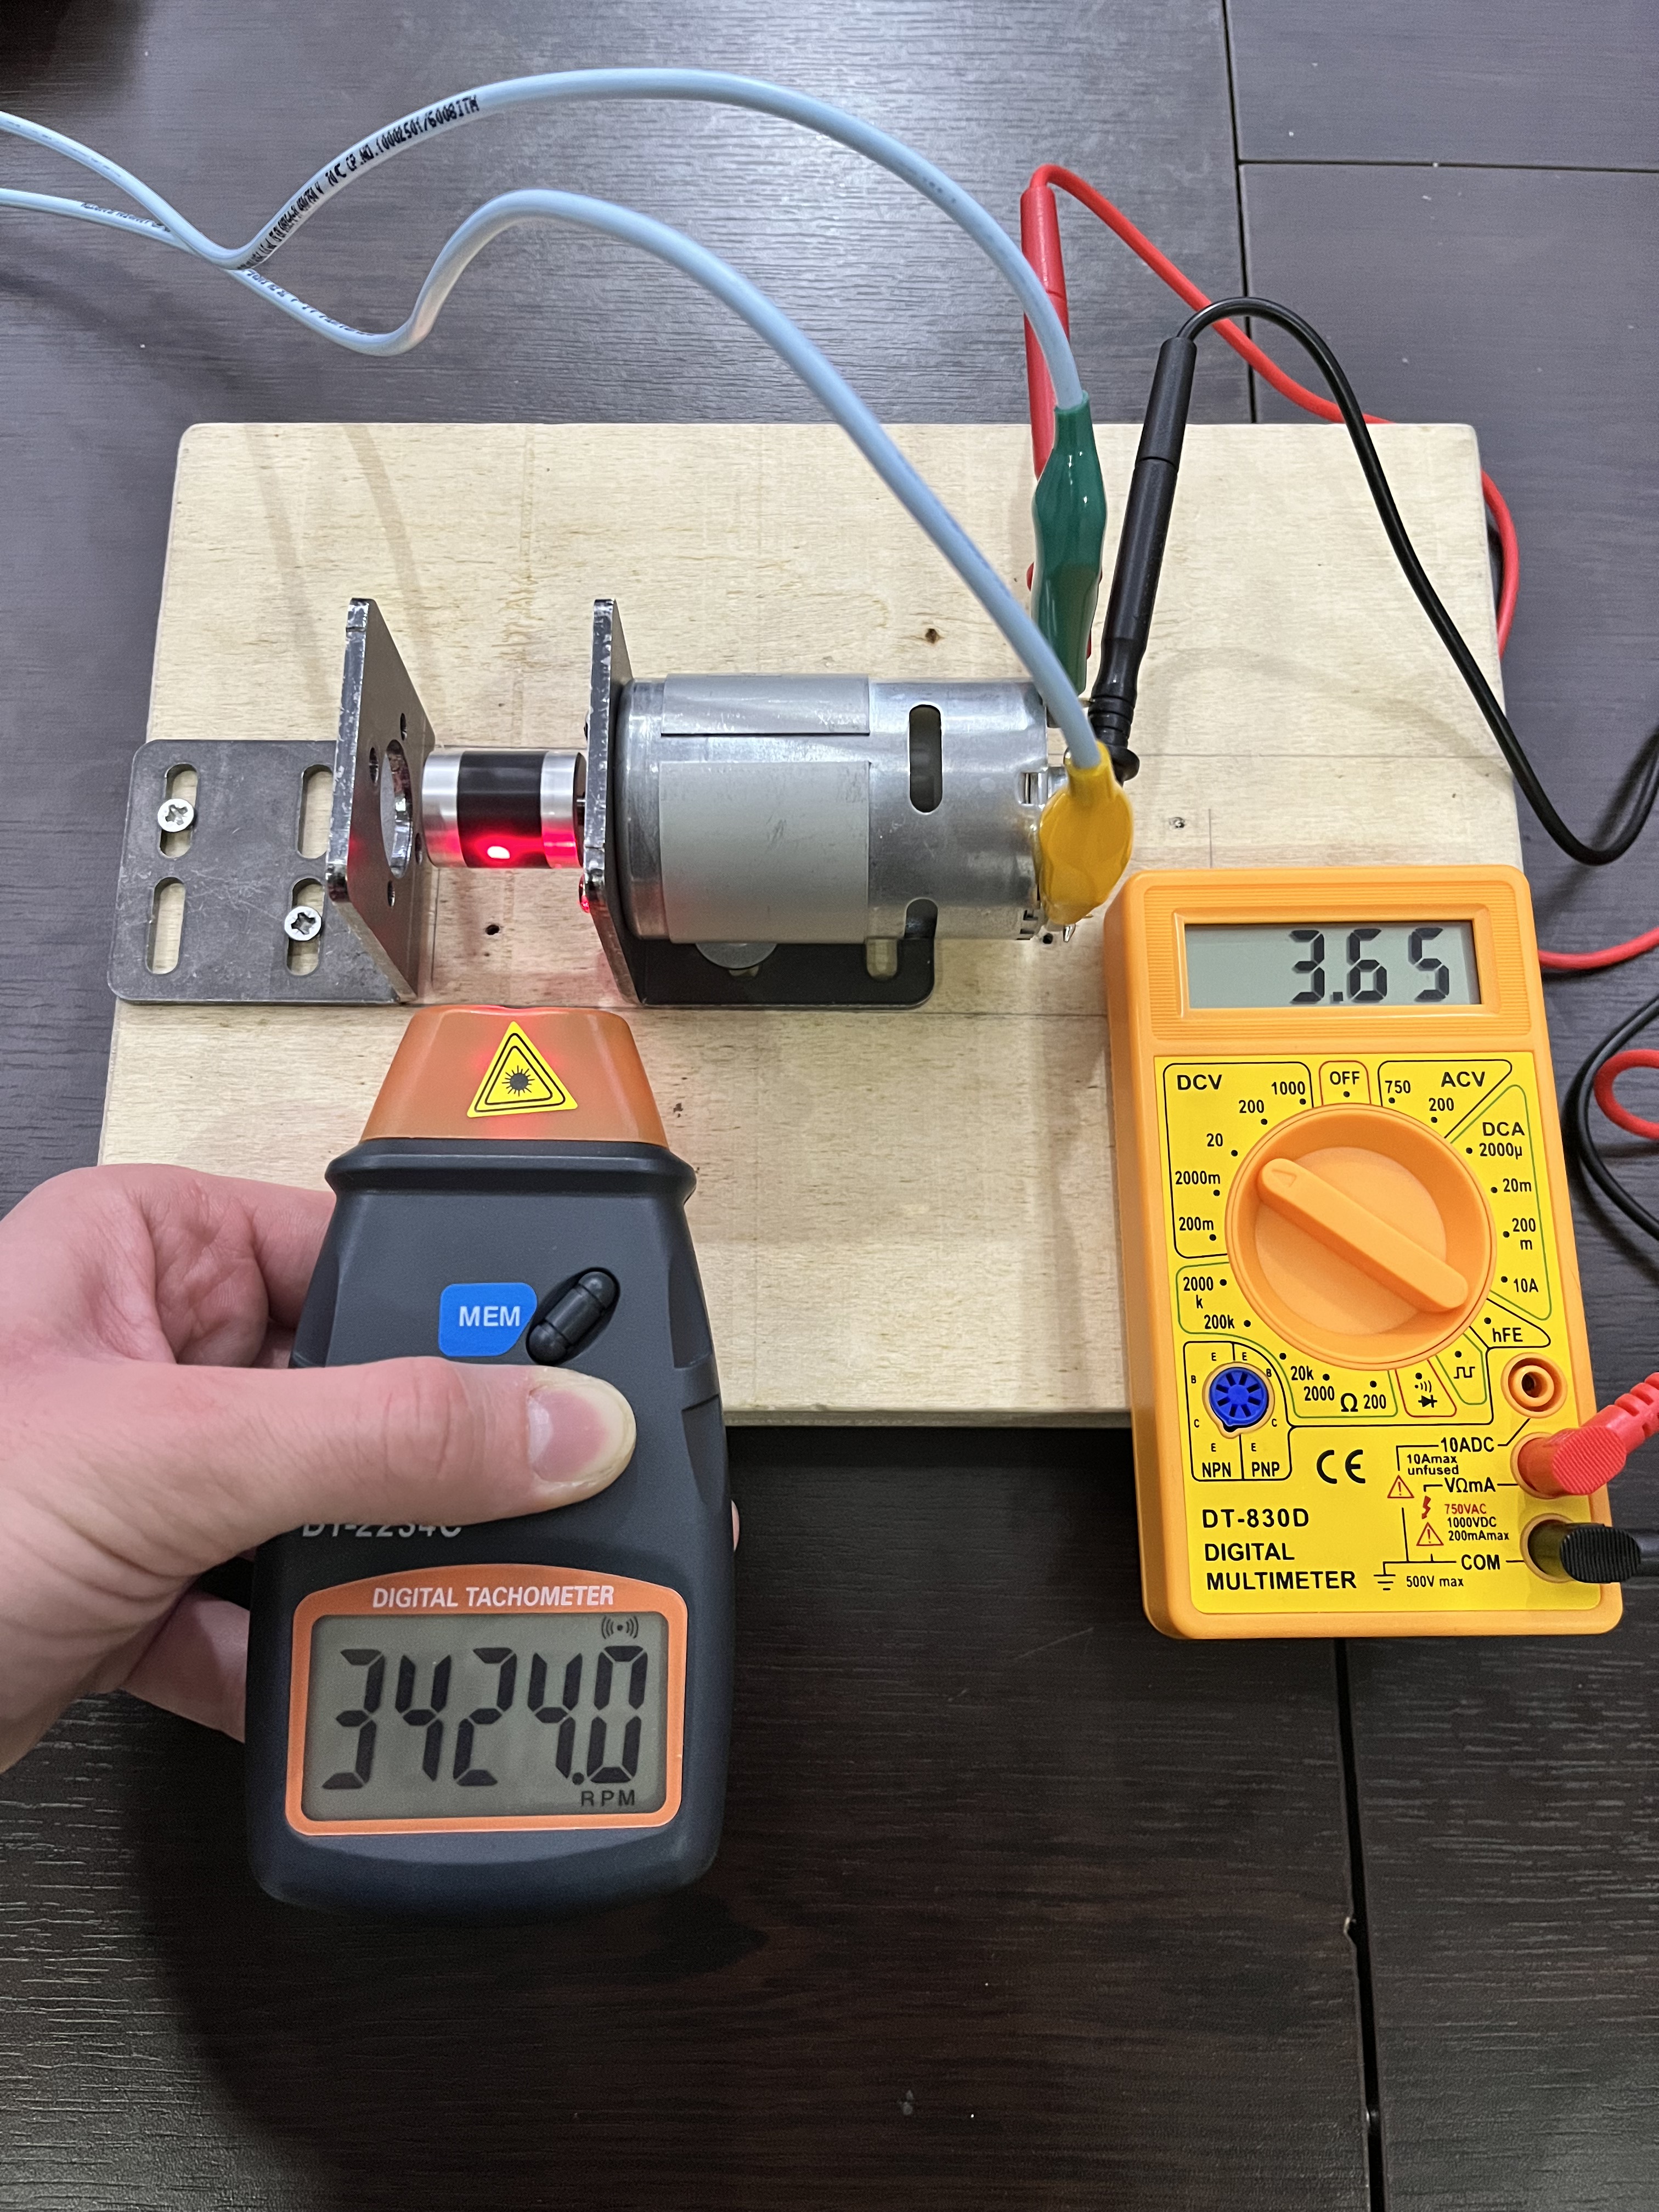 3.65
DCV
1000
OFF
750
ACV
200
200
DCA
20
2000µ
2000m
20m
200m
200
m
2000
k
10A
200k
hFE
20k
2000
Ω
200
E
E
B
B
C
C
E
E
NPN
PNP
CE
10ADC
10Amax
unfused
VΩmA
750VAC
1000VDC
200mAmax
DT-830D
DIGITAL
MULTIMETER
COM
500V max
MEM
DT-2234C
DIGITAL TACHOMETER
3424.0
RPM